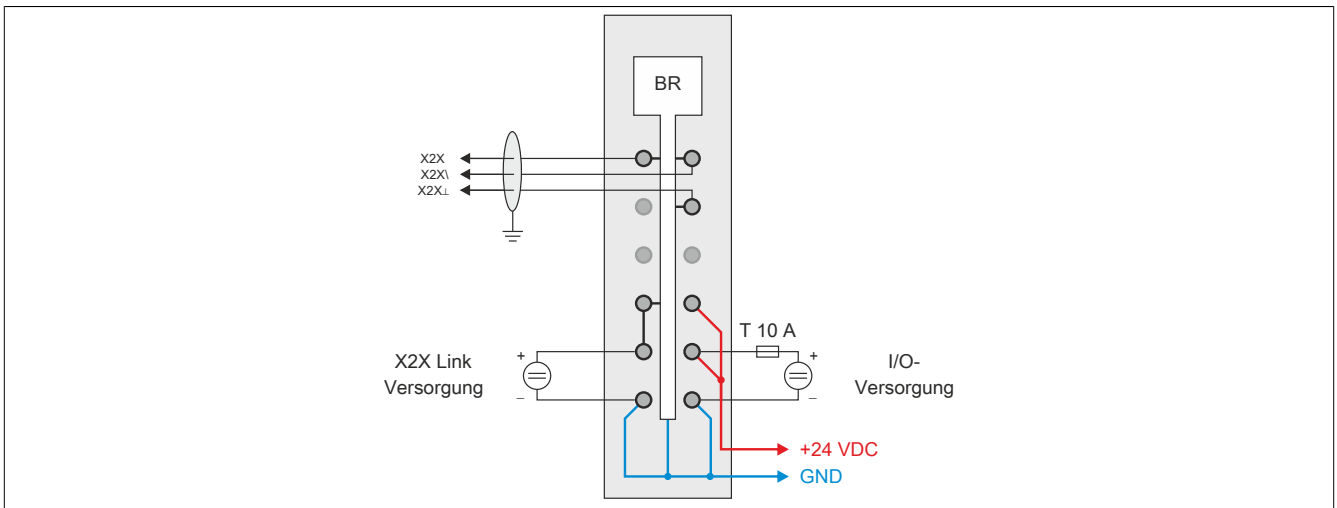 BR
X2X
X2X\
X2X⊥
T 10 A
+
+
X2X Link
Versorgung
I/O-
Versorgung
_
_
+24 VDC
GND